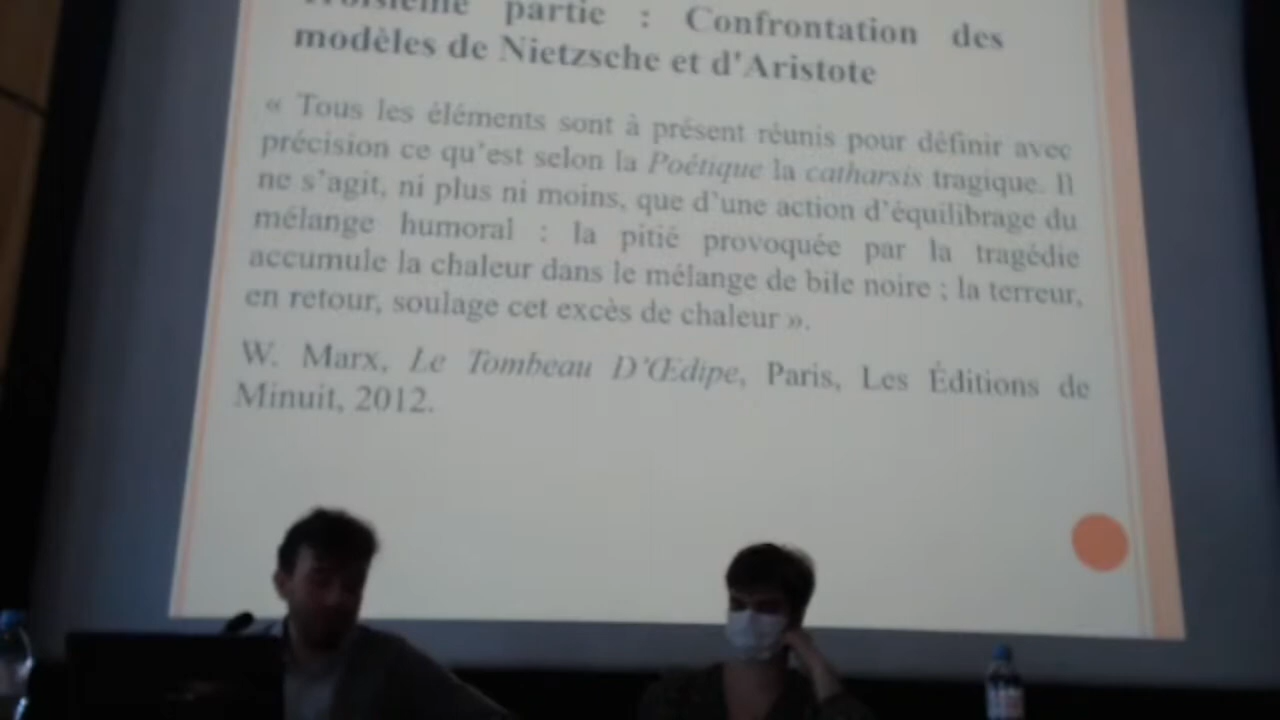 Troisième partie : Confrontation des
modèles de Nietzsche et d'Aristote
« Tous les éléments sont à présent réunis pour définir avec
précision ce qu'est selon la Poétique la catharsis tragique. Il
ne s'agit, ni plus ni moins, que d'une action d'équilibrage du
mélange humoral : la pitié provoquée par la tragédie
accumule la chaleur dans le mélange de bile noire ; la terreur,
en retour, soulage cet excès de chaleur ».
W. Marx, Le Tombeau D'Œdipe, Paris, Les Éditions de
Minuit, 2012.